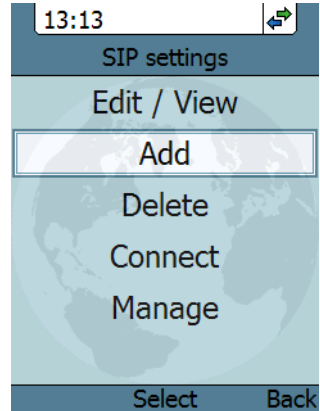 13:13
SIP settings
Edit / View
Add
Delete
Connect
Manage
Select Back